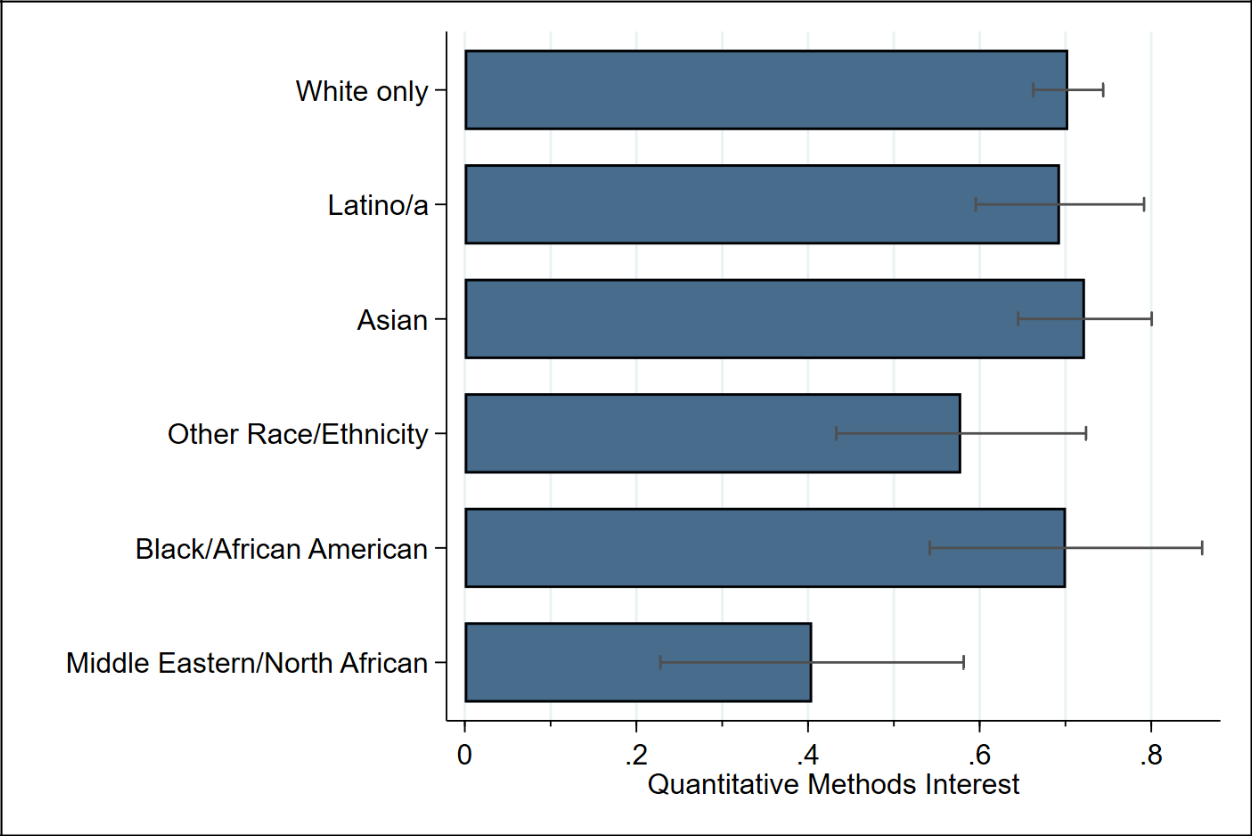 White only
Latino/a
Asian
Other Race/Ethnicity
Black/African American
Middle Eastern/North African
0 .2 .4 .6 .8
Quantitative Methods Interest